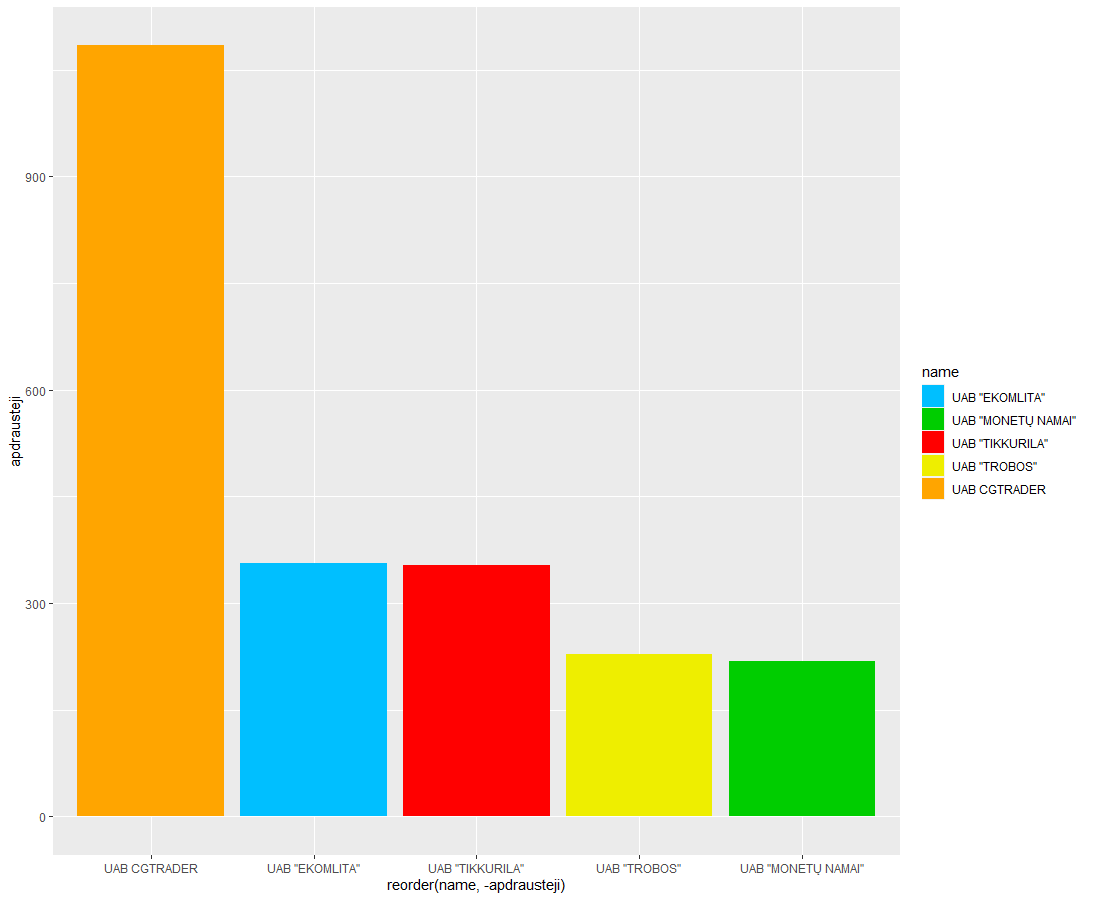 apdrausteji
900
600
300
0
UAB CGTRADER
UAB "EKOMLITA"
UAB "TIKKURILA"
UAB "TROBOS"
UAB "MONETŲ NAMAI"
reorder(name, -apdrausteji)
name
UAB "EKOMLITA"
UAB "MONETŲ NAMAI"
UAB "TIKKURILA"
UAB "TROBOS"
UAB CGTRADER